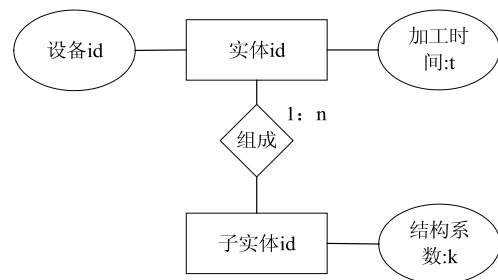 设备id
实体id
加工时
间:t
1：n
组成
子实体id
结构系
数:k